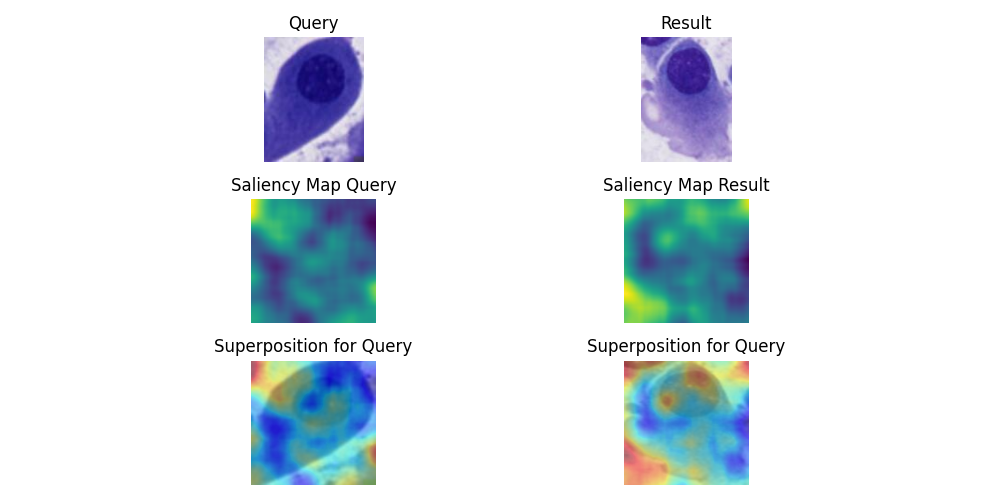 Query
Result
Saliency Map Query
Saliency Map Result
Superposition for Query
Superposition for Query